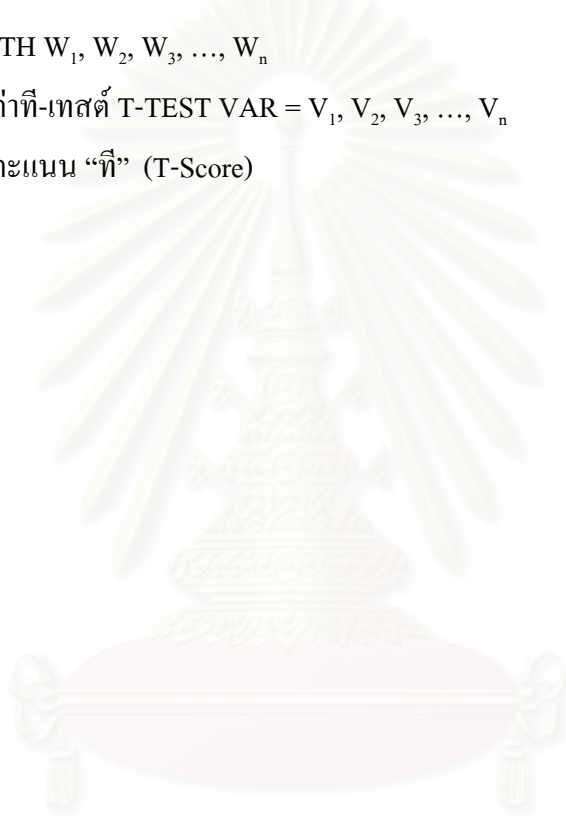 TH W₁, W₂, W₃, …, Wₙ
ค่าที-เทสต์ T-TEST VAR = V₁, V₂, V₃, …, Vₙ
คะแนน “ที” (T-Score)